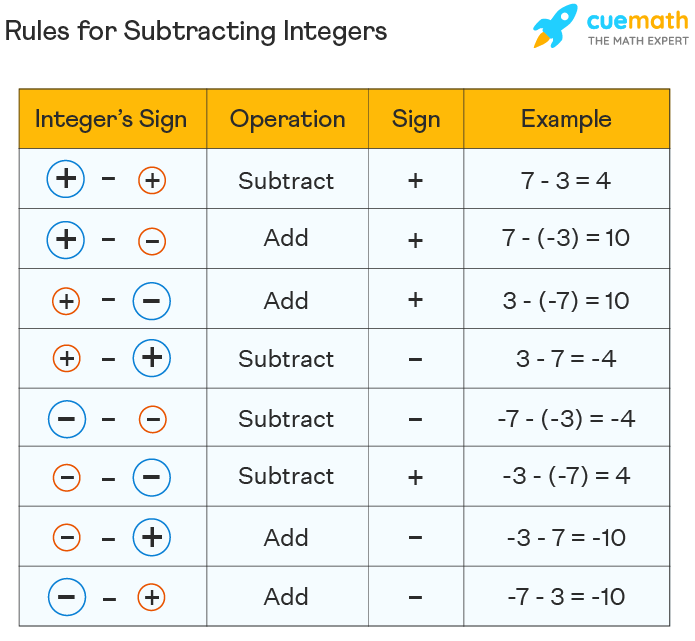 Rules for Subtracting Integers
cuemath
THE MATH EXPERT
Integer's Sign Operation Sign Example
+ - + Subtract + 7 - 3 = 4
+ - - Add + 7 - (-3) = 10
+ - - Add + 3 - (-7) = 10
+ - + Subtract - 3 - 7 = -4
- - - Subtract - -7 - (-3) = -4
- - - Subtract + -3 - (-7) = 4
- - + Add - -3 - 7 = -10
- - + Add - -7 - 3 = -10